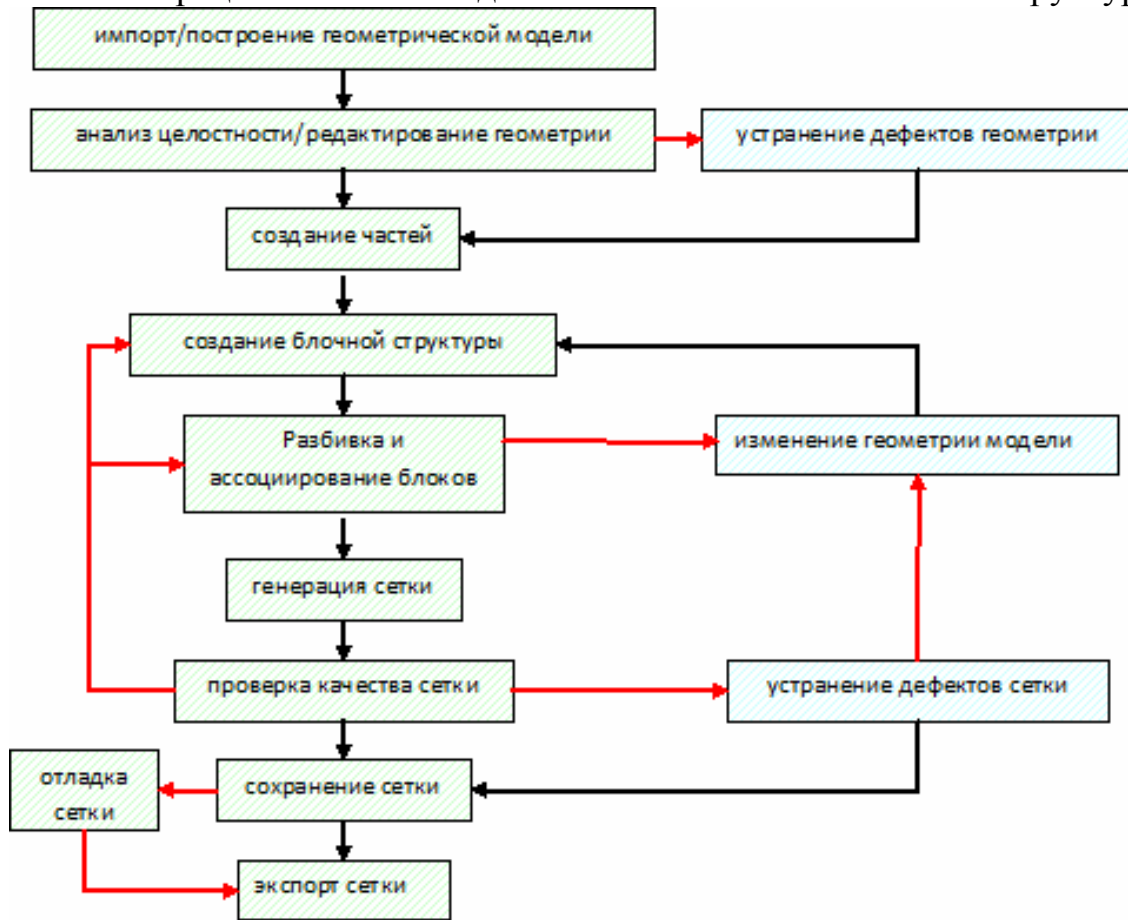 импорт/построение геометрической модели
анализ целостности/редактирование геометрии
устранение дефектов геометрии
создание частей
создание блочной структуры
Разбивка и
ассоциирование блоков
изменение геометрии модели
генерация сетки
проверка качества сетки
устранение дефектов сетки
отладка
сетки
сохранение сетки
экспорт сетки